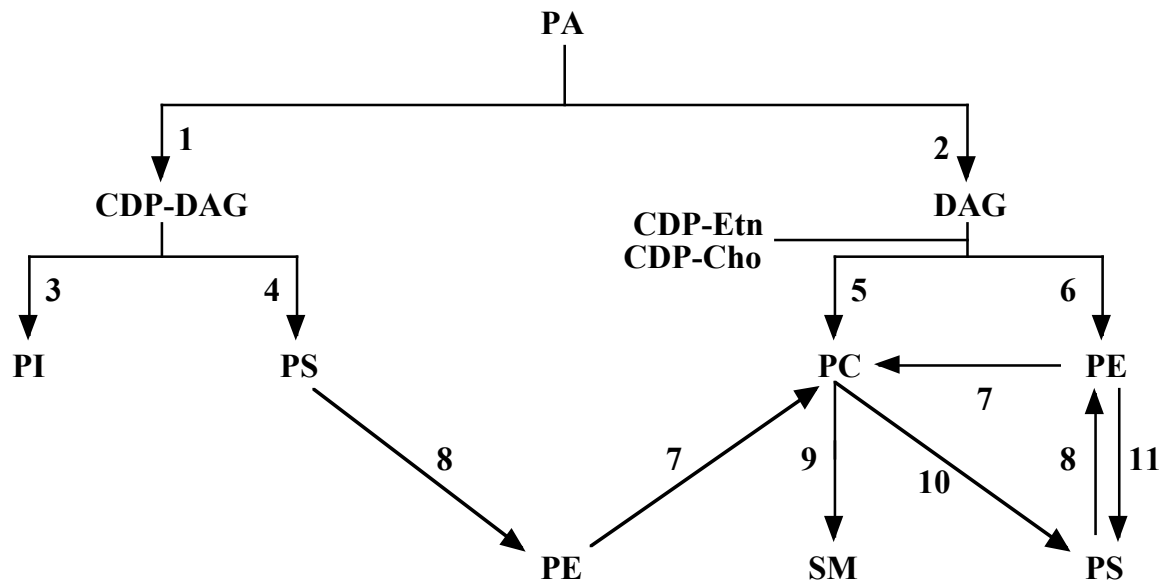 PA
1
2
CDP-DAG
DAG
CDP-Etn
CDP-Cho
3
4
5
6
PI
PS
PC
PE
7
8
7
9
10
8
11
PE
SM
PS